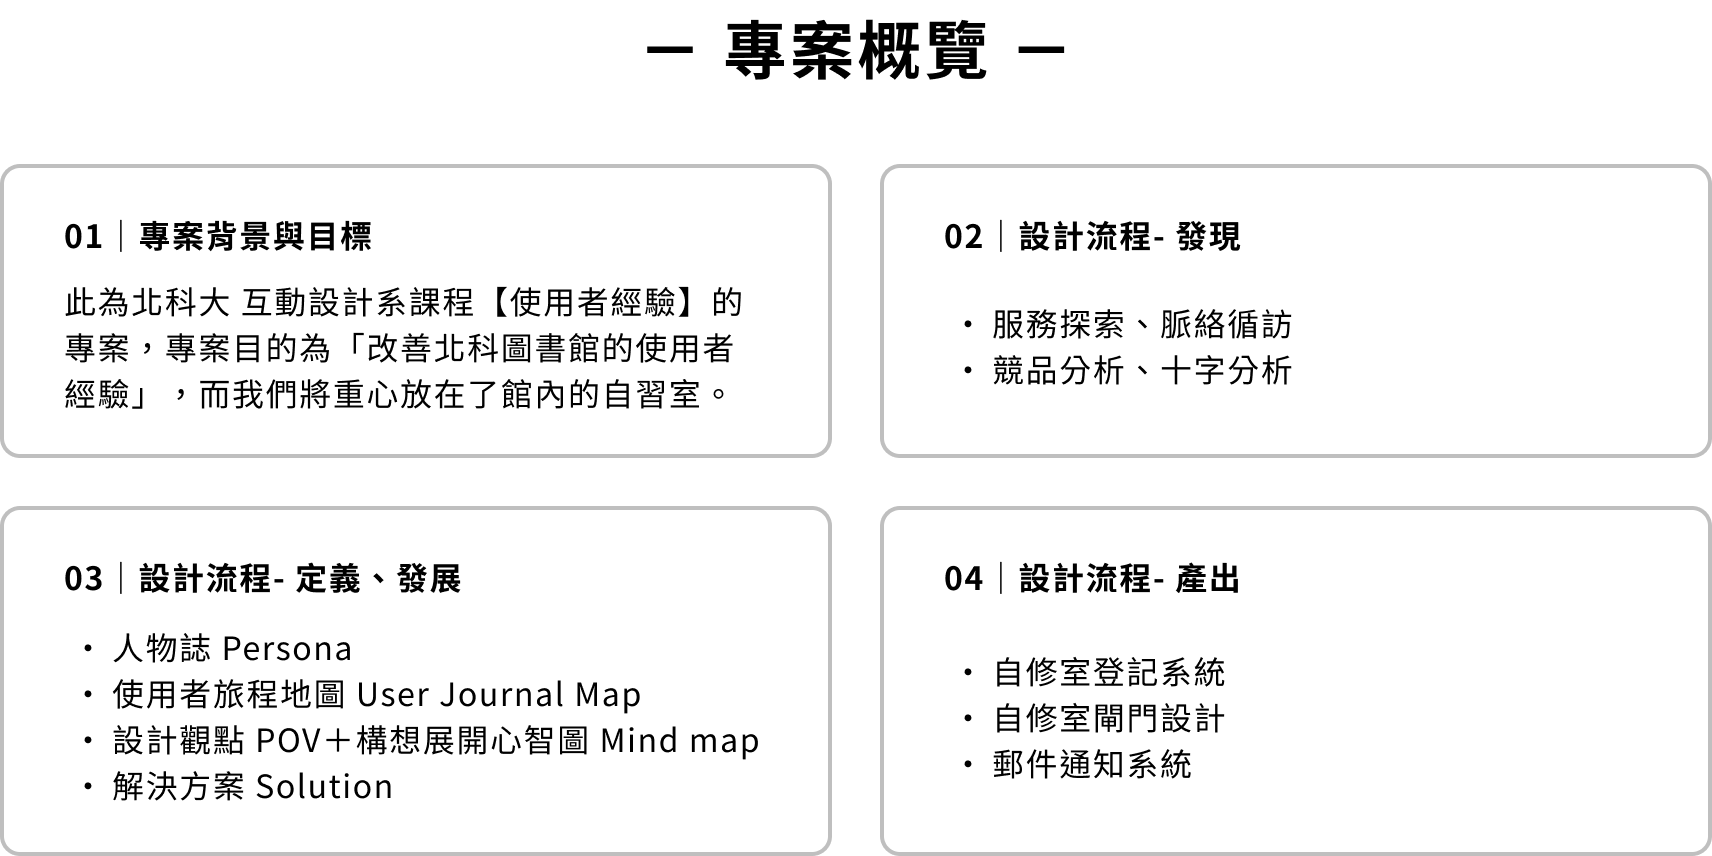 — 專案概覽 —
01｜專案背景與目標
此為北科大 互動設計系課程【使用者經驗】的
專案，專案目的為「改善北科圖書館的使用者
經驗」，而我們將重心放在了館內的自習室。
02｜設計流程- 發現
・ 服務探索、脈絡循訪
・ 競品分析、十字分析
03｜設計流程- 定義、發展
・ 人物誌 Persona
・ 使用者旅程地圖 User Journal Map
・ 設計觀點 POV＋構想展開心智圖 Mind map
・ 解決方案 Solution
04｜設計流程- 產出
・ 自修室登記系統
・ 自修室閘門設計
・ 郵件通知系統